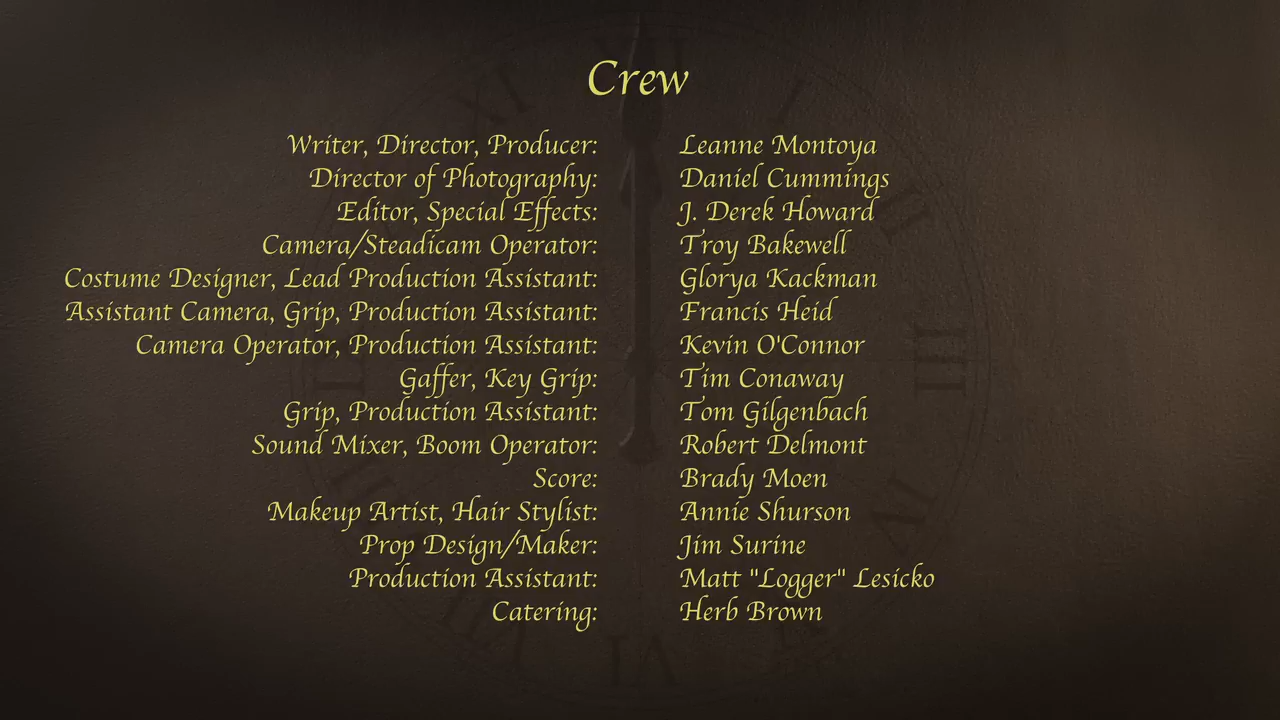 Crew
Writer, Director, Producer: Leanne Montoya
Director of Photography: Daniel Cummings
Editor, Special Effects: J. Derek Howard
Camera/Steadicam Operator: Troy Bakewell
Costume Designer, Lead Production Assistant: Glorya Kackman
Assistant Camera, Grip, Production Assistant: Francis Heid
Camera Operator, Production Assistant: Kevin O'Connor
Gaffer, Key Grip: Tim Conaway
Grip, Production Assistant: Tom Gilgenbach
Sound Mixer, Boom Operator: Robert Delmont
Score: Brady Moen
Makeup Artist, Hair Stylist: Annie Shurson
Prop Design/Maker: Jim Surine
Production Assistant: Matt "Logger" Lesicko
Catering: Herb Brown